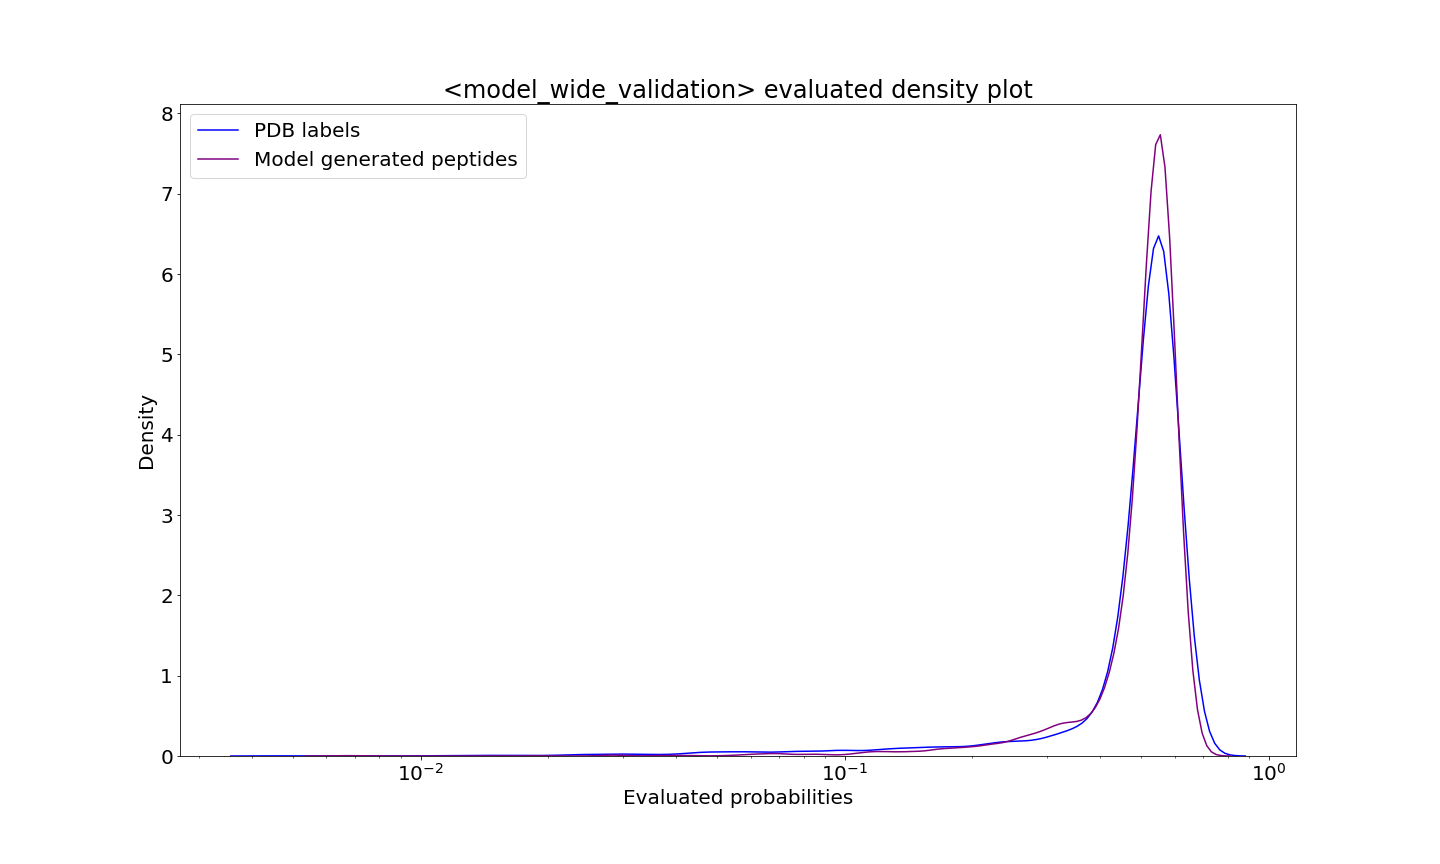 <model_wide_validation> evaluated density plot
PDB labels
Model generated peptides
8
7
6
5
4
3
2
1
0
Density
10⁻²
10⁻¹
10⁰
Evaluated probabilities